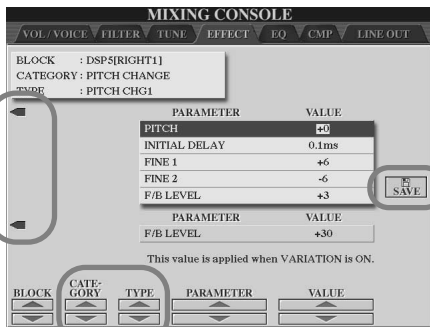 MIXING CONSOLE
VOL / VOICE FILTER TUNE EFFECT EQ CMP LINE OUT
BLOCK : DSP5[RIGHT1]
CATEGORY : PITCH CHANGE
TYPE : PITCH CHG1
PARAMETER VALUE
PITCH +0
INITIAL DELAY 0.1ms
FINE 1 +6
FINE 2 -6
F/B LEVEL +3
SAVE
PARAMETER VALUE
F/B LEVEL +30
This value is applied when VARIATION is ON.
BLOCK CATE-
GORY TYPE PARAMETER VALUE